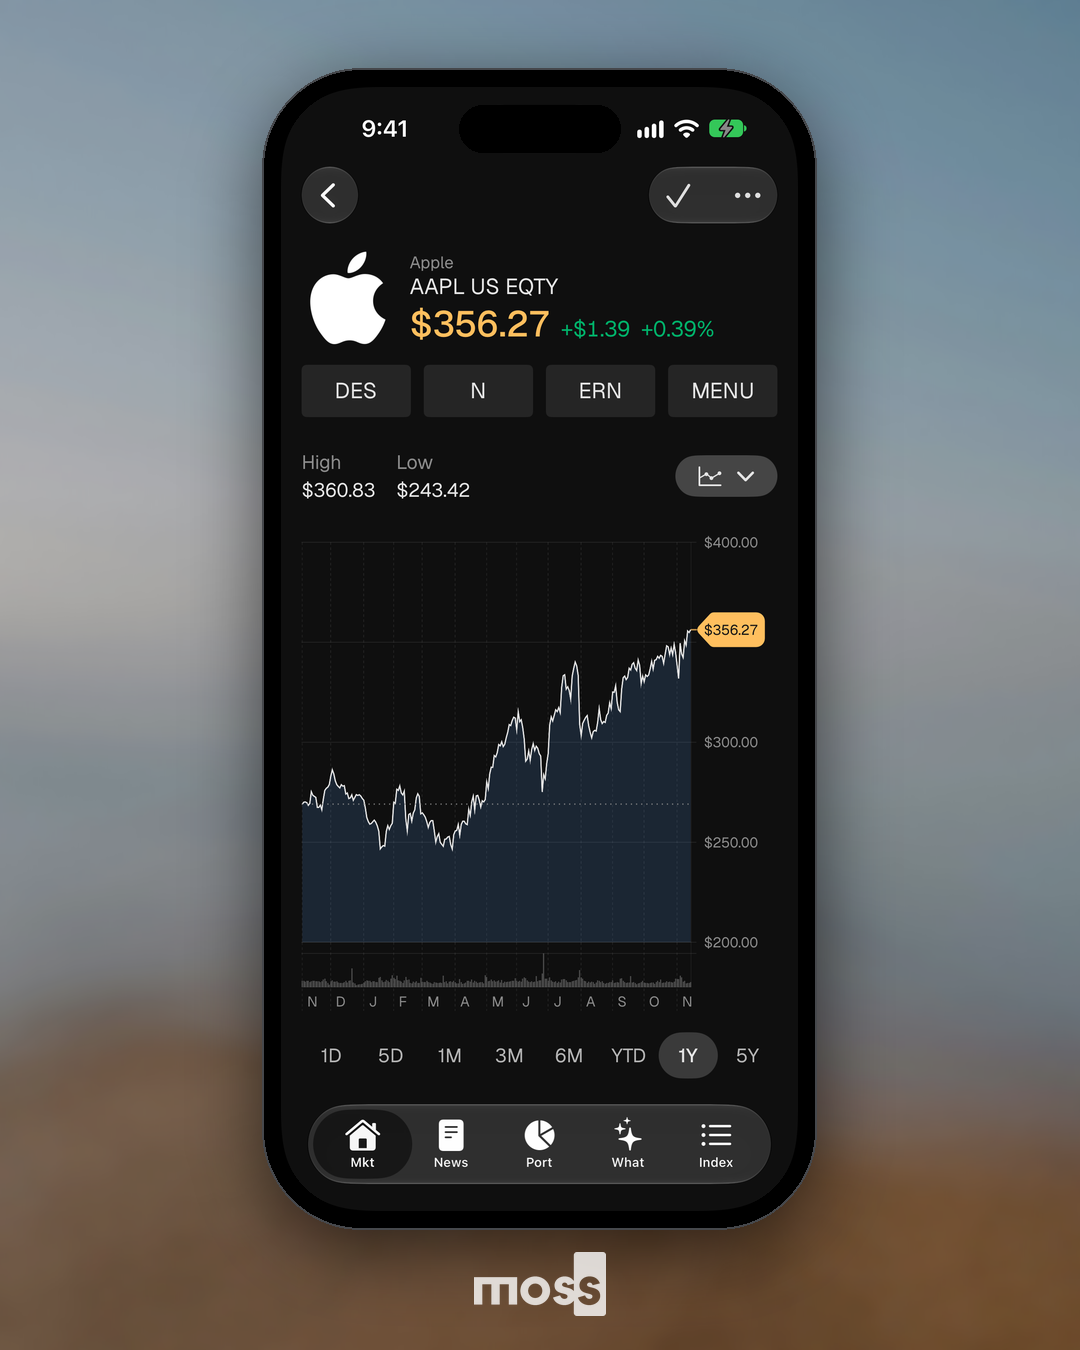 9:41
Apple
AAPL US EQTY
$356.27 +$1.39 +0.39%
DES N ERN MENU
High Low
$360.83 $243.42
$400.00
$356.27
$300.00
$250.00
$200.00
N D J F M A M J J A S O N
1D 5D 1M 3M 6M YTD 1Y 5Y
Mkt News Port What Index
moss